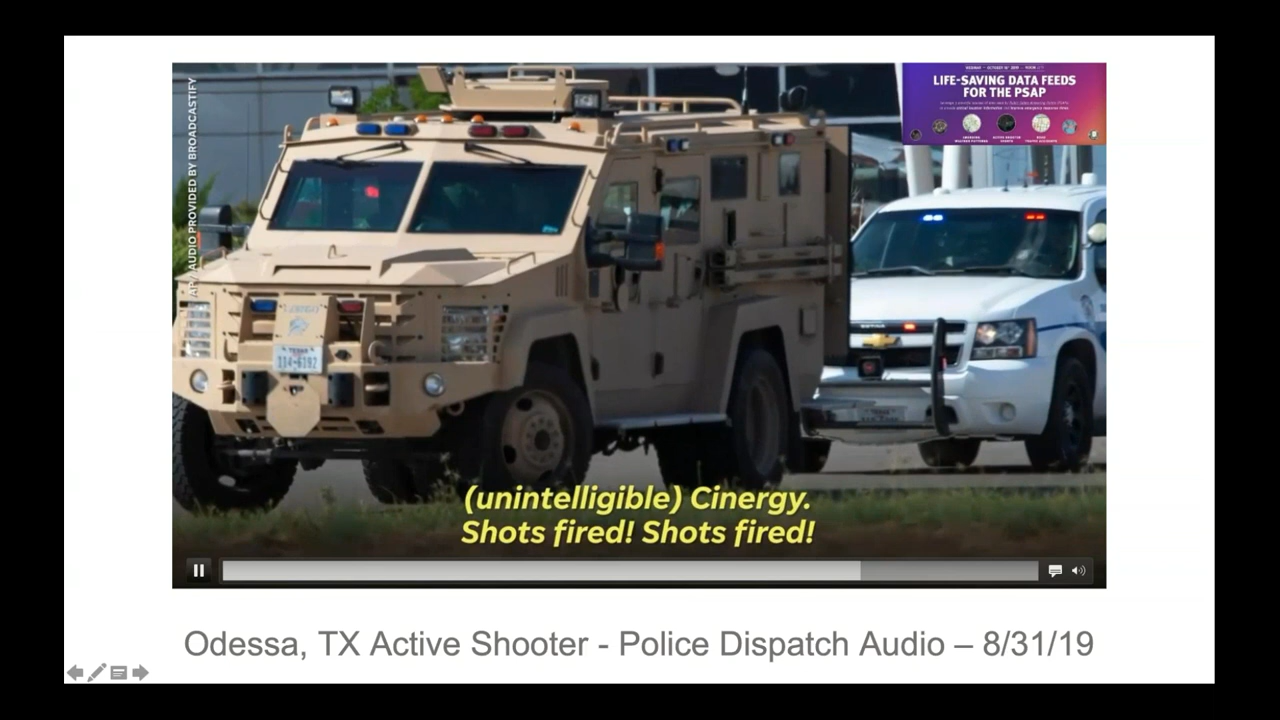 AP / AUDIO PROVIDED BY BROADCASTIFY
LIFE-SAVING DATA FEEDS
FOR THE PSAP
TEXAS
(unintelligible) Cinergy.
Shots fired! Shots fired!
Odessa, TX Active Shooter - Police Dispatch Audio – 8/31/19